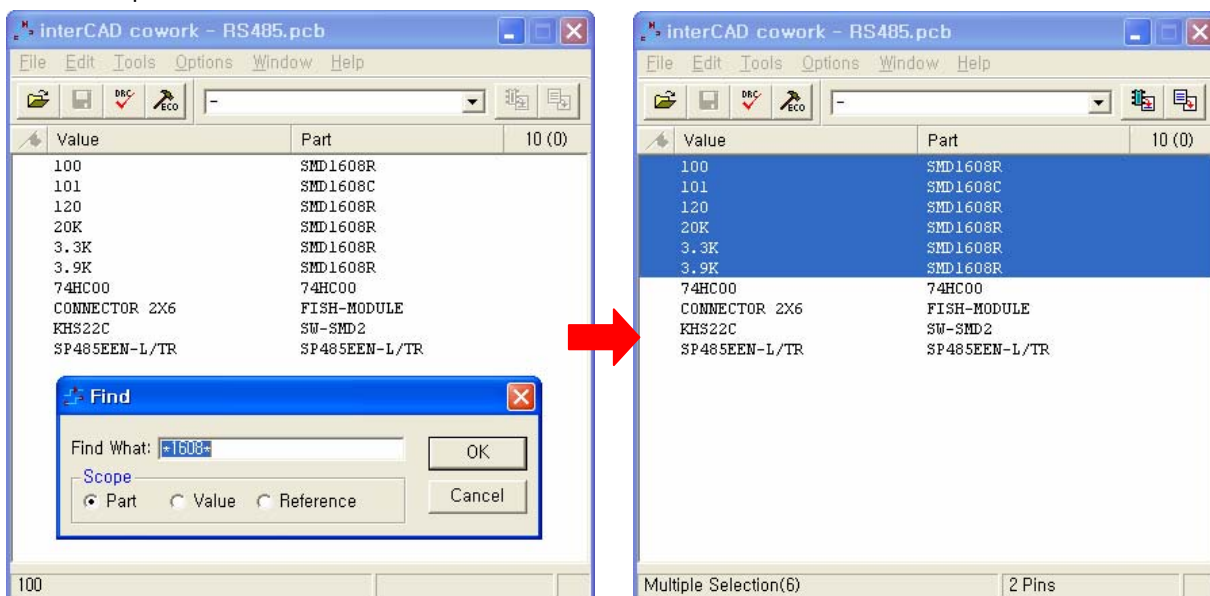 interCAD cowork - RS485.pcb
File Edit Tools Options Window Help
DRC ECO -
Value Part 10 (0)
100 SMD1608R
101 SMD1608C
120 SMD1608R
20K SMD1608R
3.3K SMD1608R
3.9K SMD1608R
74HC00 74HC00
CONNECTOR 2X6 FISH-MODULE
KHS22C SW-SMD2
SP485EEN-L/TR SP485EEN-L/TR
Find
Find What: *1608*
OK
Scope
Part Value Reference
Cancel
100
interCAD cowork - RS485.pcb
File Edit Tools Options Window Help
DRC ECO -
Value Part 10 (0)
100 SMD1608R
101 SMD1608C
120 SMD1608R
20K SMD1608R
3.3K SMD1608R
3.9K SMD1608R
74HC00 74HC00
CONNECTOR 2X6 FISH-MODULE
KHS22C SW-SMD2
SP485EEN-L/TR SP485EEN-L/TR
Multiple Selection(6) 2 Pins